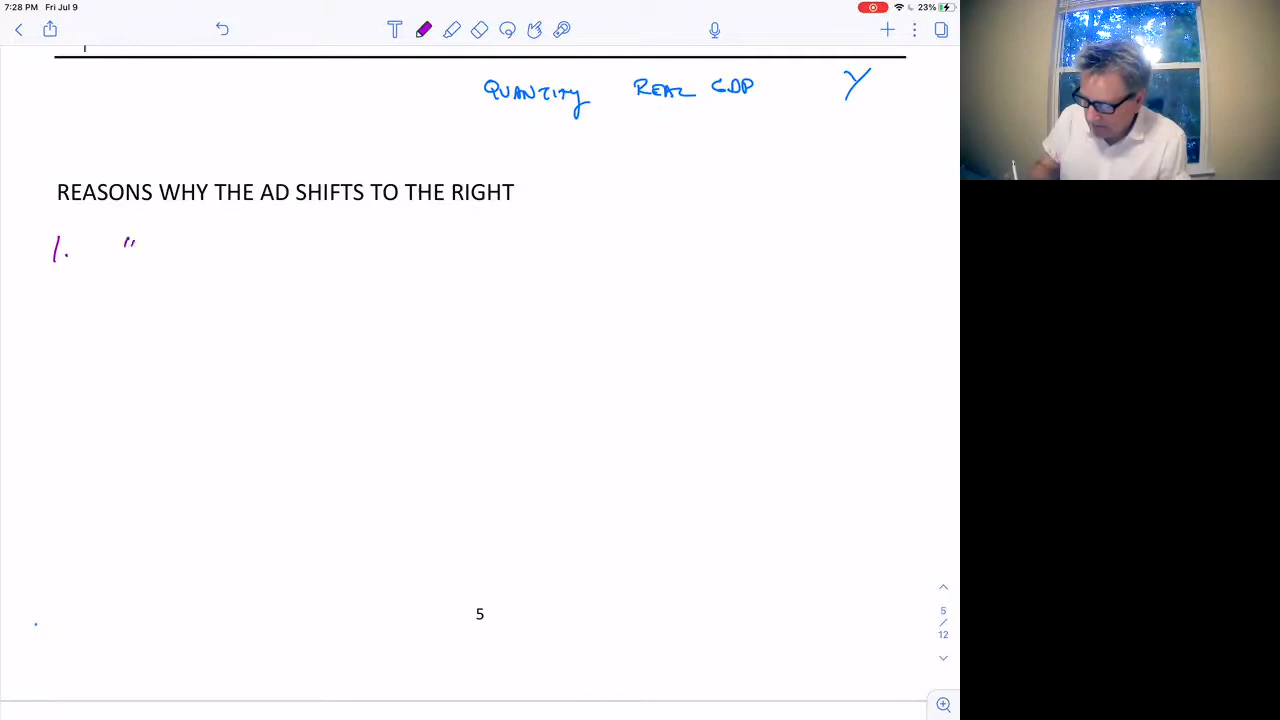 7:28 PM Fri Jul 9 23%
T
QUANTITY REAL GDP Y
REASONS WHY THE AD SHIFTS TO THE RIGHT
1. "
5
5
/
12